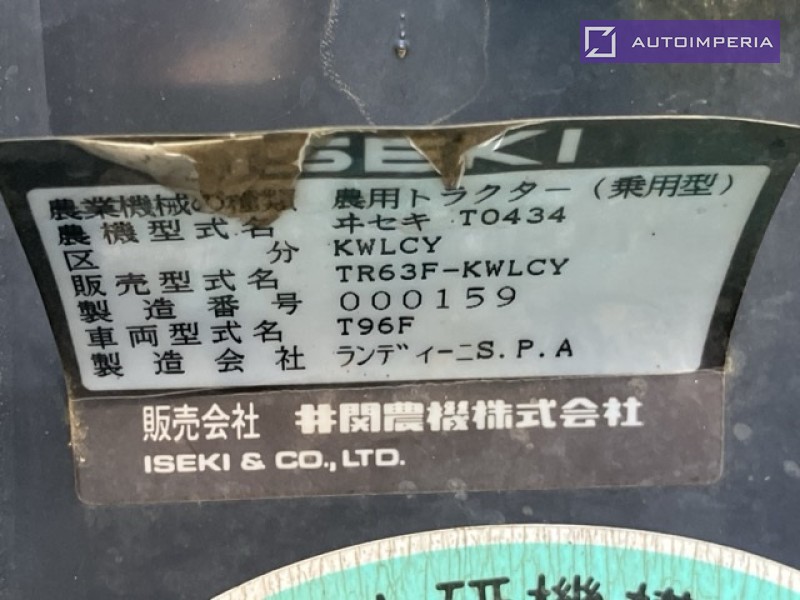 AUTOIMPERIA
ISEKI
農業機械の種類 農用トラクター(乗用型)
農機型式名 ヰセキ TO434
区分 KWLCY
販売型式名 TR63F-KWLCY
製造番号 000159
車両型式名 T96F
製造会社 ランディーニS.P.A
販売会社 井関農機株式会社
ISEKI & CO., LTD.